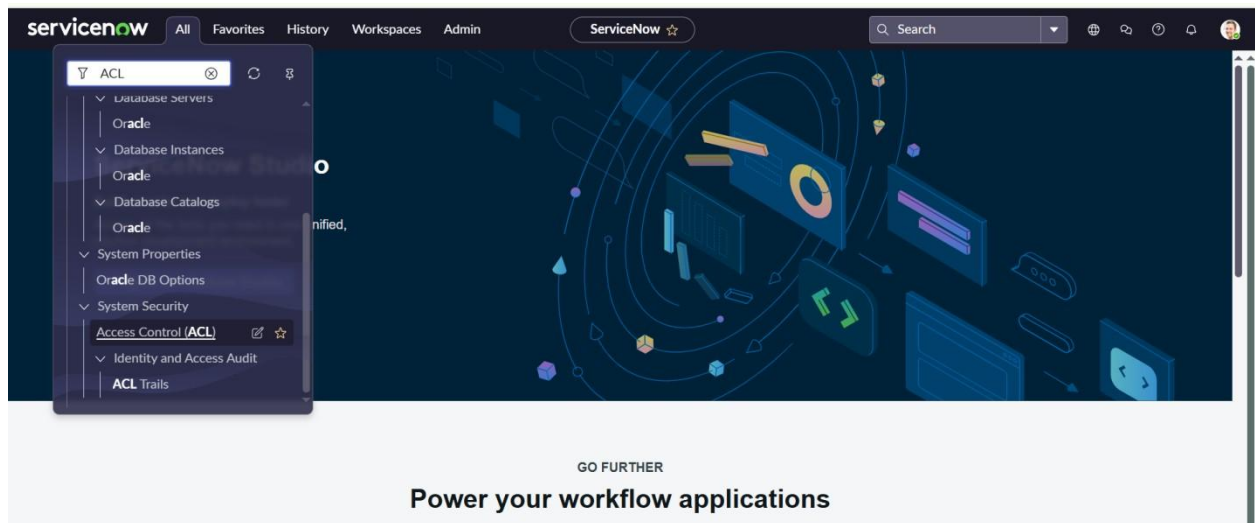 servicenow All Favorites History Workspaces Admin ServiceNow Search
ACL
Database Servers
Oracle
Database Instances
Oracle
Database Catalogs
Oracle
System Properties
Oracle DB Options
System Security
Access Control (ACL)
Identity and Access Audit
ACL Trails
ServiceNow Studio
nified,
GO FURTHER
Power your workflow applications